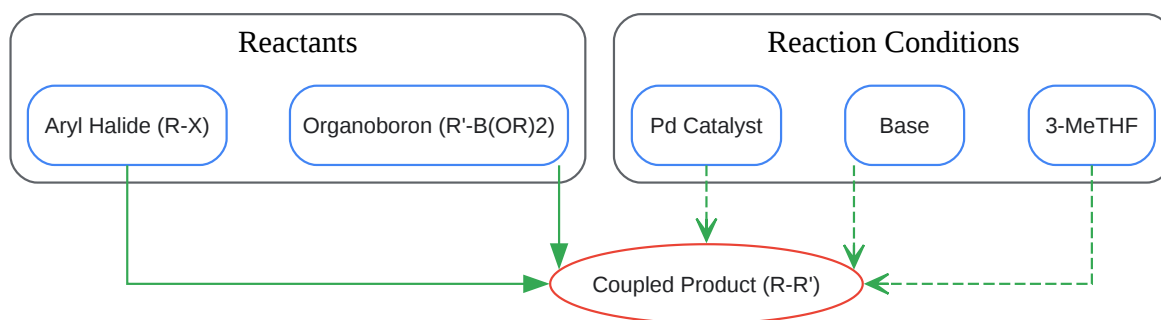 Reactants
Reaction Conditions
Aryl Halide (R-X)
Organoboron (R'-B(OR)2)
Pd Catalyst
Base
3-MeTHF
Coupled Product (R-R')